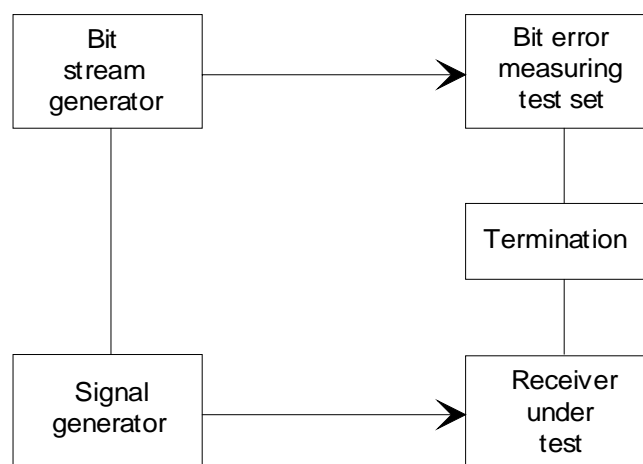 Bit
stream
generator
Bit error
measuring
test set
Termination
Signal
generator
Receiver
under
test